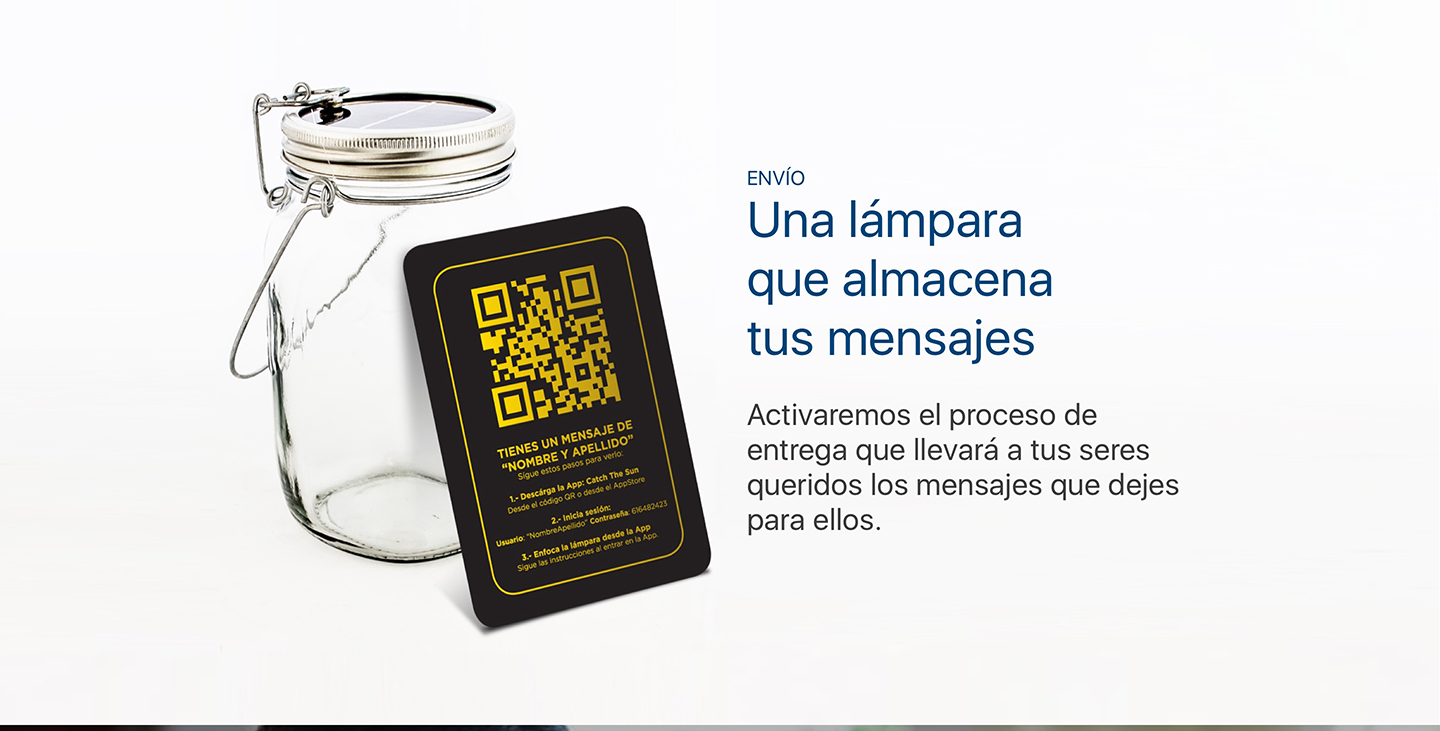 ENVÍO
Una lámpara
que almacena
tus mensajes
Activaremos el proceso de
entrega que llevará a tus seres
queridos los mensajes que dejes
para ellos.
TIENES UN MENSAJE DE
“NOMBRE Y APELLIDO”
Sigue estos pasos para verlo:
1.- Descárga la App: Catch The Sun
Desde el código QR o desde el AppStore
2.- Inicia sesión:
Usuario: “NombreApellido” Contraseña: 616482423
3.- Enfoca la lámpara desde la App
Sigue las instrucciones al entrar en la App.